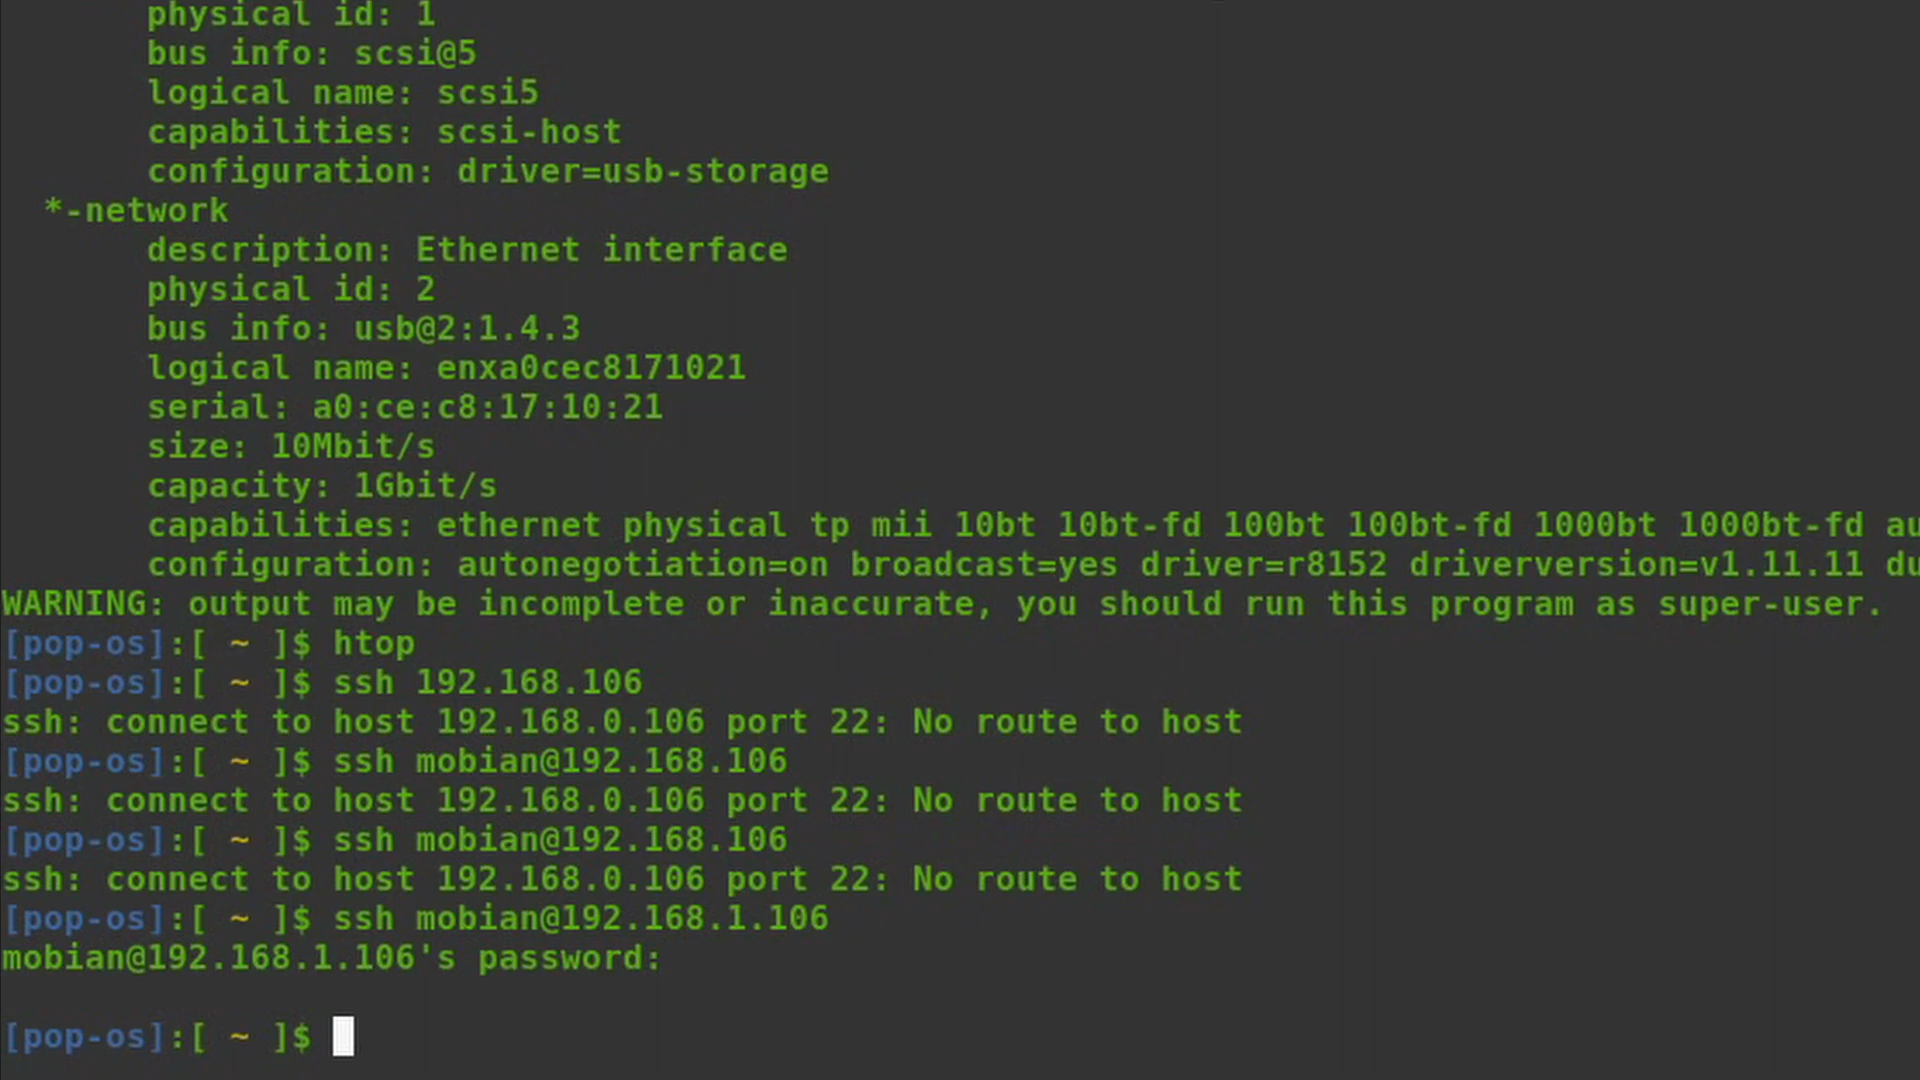 physical id: 1
bus info: scsi@5
logical name: scsi5
capabilities: scsi-host
configuration: driver=usb-storage
*-network
description: Ethernet interface
physical id: 2
bus info: usb@2:1.4.3
logical name: enxa0cec8171021
serial: a0:ce:c8:17:10:21
size: 10Mbit/s
capacity: 1Gbit/s
capabilities: ethernet physical tp mii 10bt 10bt-fd 100bt 100bt-fd 1000bt 1000bt-fd au
configuration: autonegotiation=on broadcast=yes driver=r8152 driverversion=v1.11.11 du
WARNING: output may be incomplete or inaccurate, you should run this program as super-user.
[pop-os]:[ ~ ]$ htop
[pop-os]:[ ~ ]$ ssh 192.168.106
ssh: connect to host 192.168.0.106 port 22: No route to host
[pop-os]:[ ~ ]$ ssh mobian@192.168.106
ssh: connect to host 192.168.0.106 port 22: No route to host
[pop-os]:[ ~ ]$ ssh mobian@192.168.106
ssh: connect to host 192.168.0.106 port 22: No route to host
[pop-os]:[ ~ ]$ ssh mobian@192.168.1.106
mobian@192.168.1.106's password:
[pop-os]:[ ~ ]$